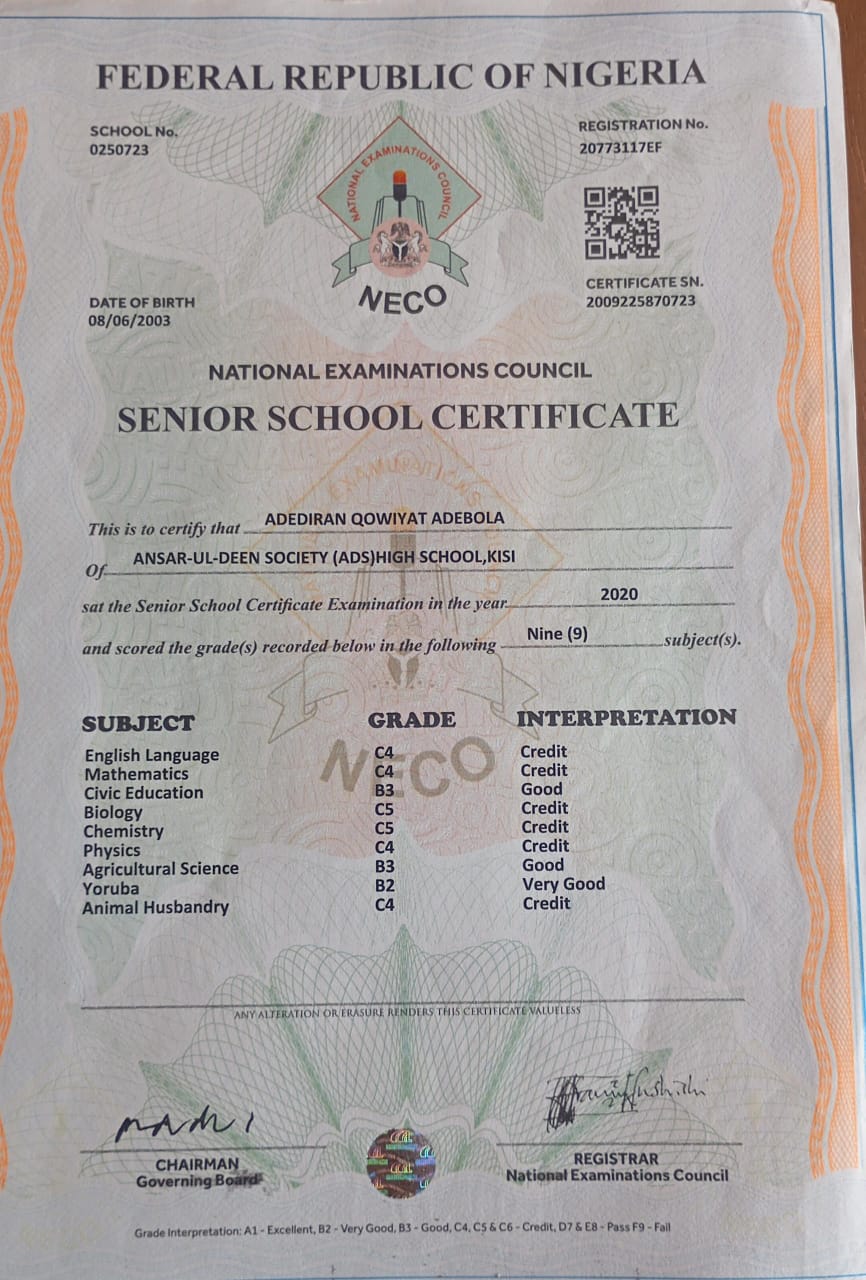 FEDERAL REPUBLIC OF NIGERIA
SCHOOL No.
0250723
REGISTRATION No.
20773117EF
NATIONAL EXAMINATIONS COUNCIL
NECO
DATE OF BIRTH
08/06/2003
CERTIFICATE SN.
2009225870723
NATIONAL EXAMINATIONS COUNCIL
SENIOR SCHOOL CERTIFICATE
This is to certify that ADEDIRAN QOWIYAT ADEBOLA
Of ANSAR-UL-DEEN SOCIETY (ADS)HIGH SCHOOL,KISI
sat the Senior School Certificate Examination in the year 2020
and scored the grade(s) recorded below in the following Nine (9) subject(s).
SUBJECT GRADE INTERPRETATION
English Language C4 Credit
Mathematics C4 Credit
Civic Education B3 Good
Biology C5 Credit
Chemistry C5 Credit
Physics C4 Credit
Agricultural Science B3 Good
Yoruba B2 Very Good
Animal Husbandry C4 Credit
NECO
ANY ALTERATION OR ERASURE RENDERS THIS CERTIFICATE VALUELESS
CHAIRMAN
Governing Board
REGISTRAR
National Examinations Council
Grade Interpretation: A1 - Excellent, B2 - Very Good, B3 - Good, C4, C5 & C6 - Credit, D7 & E8 - Pass F9 - Fail